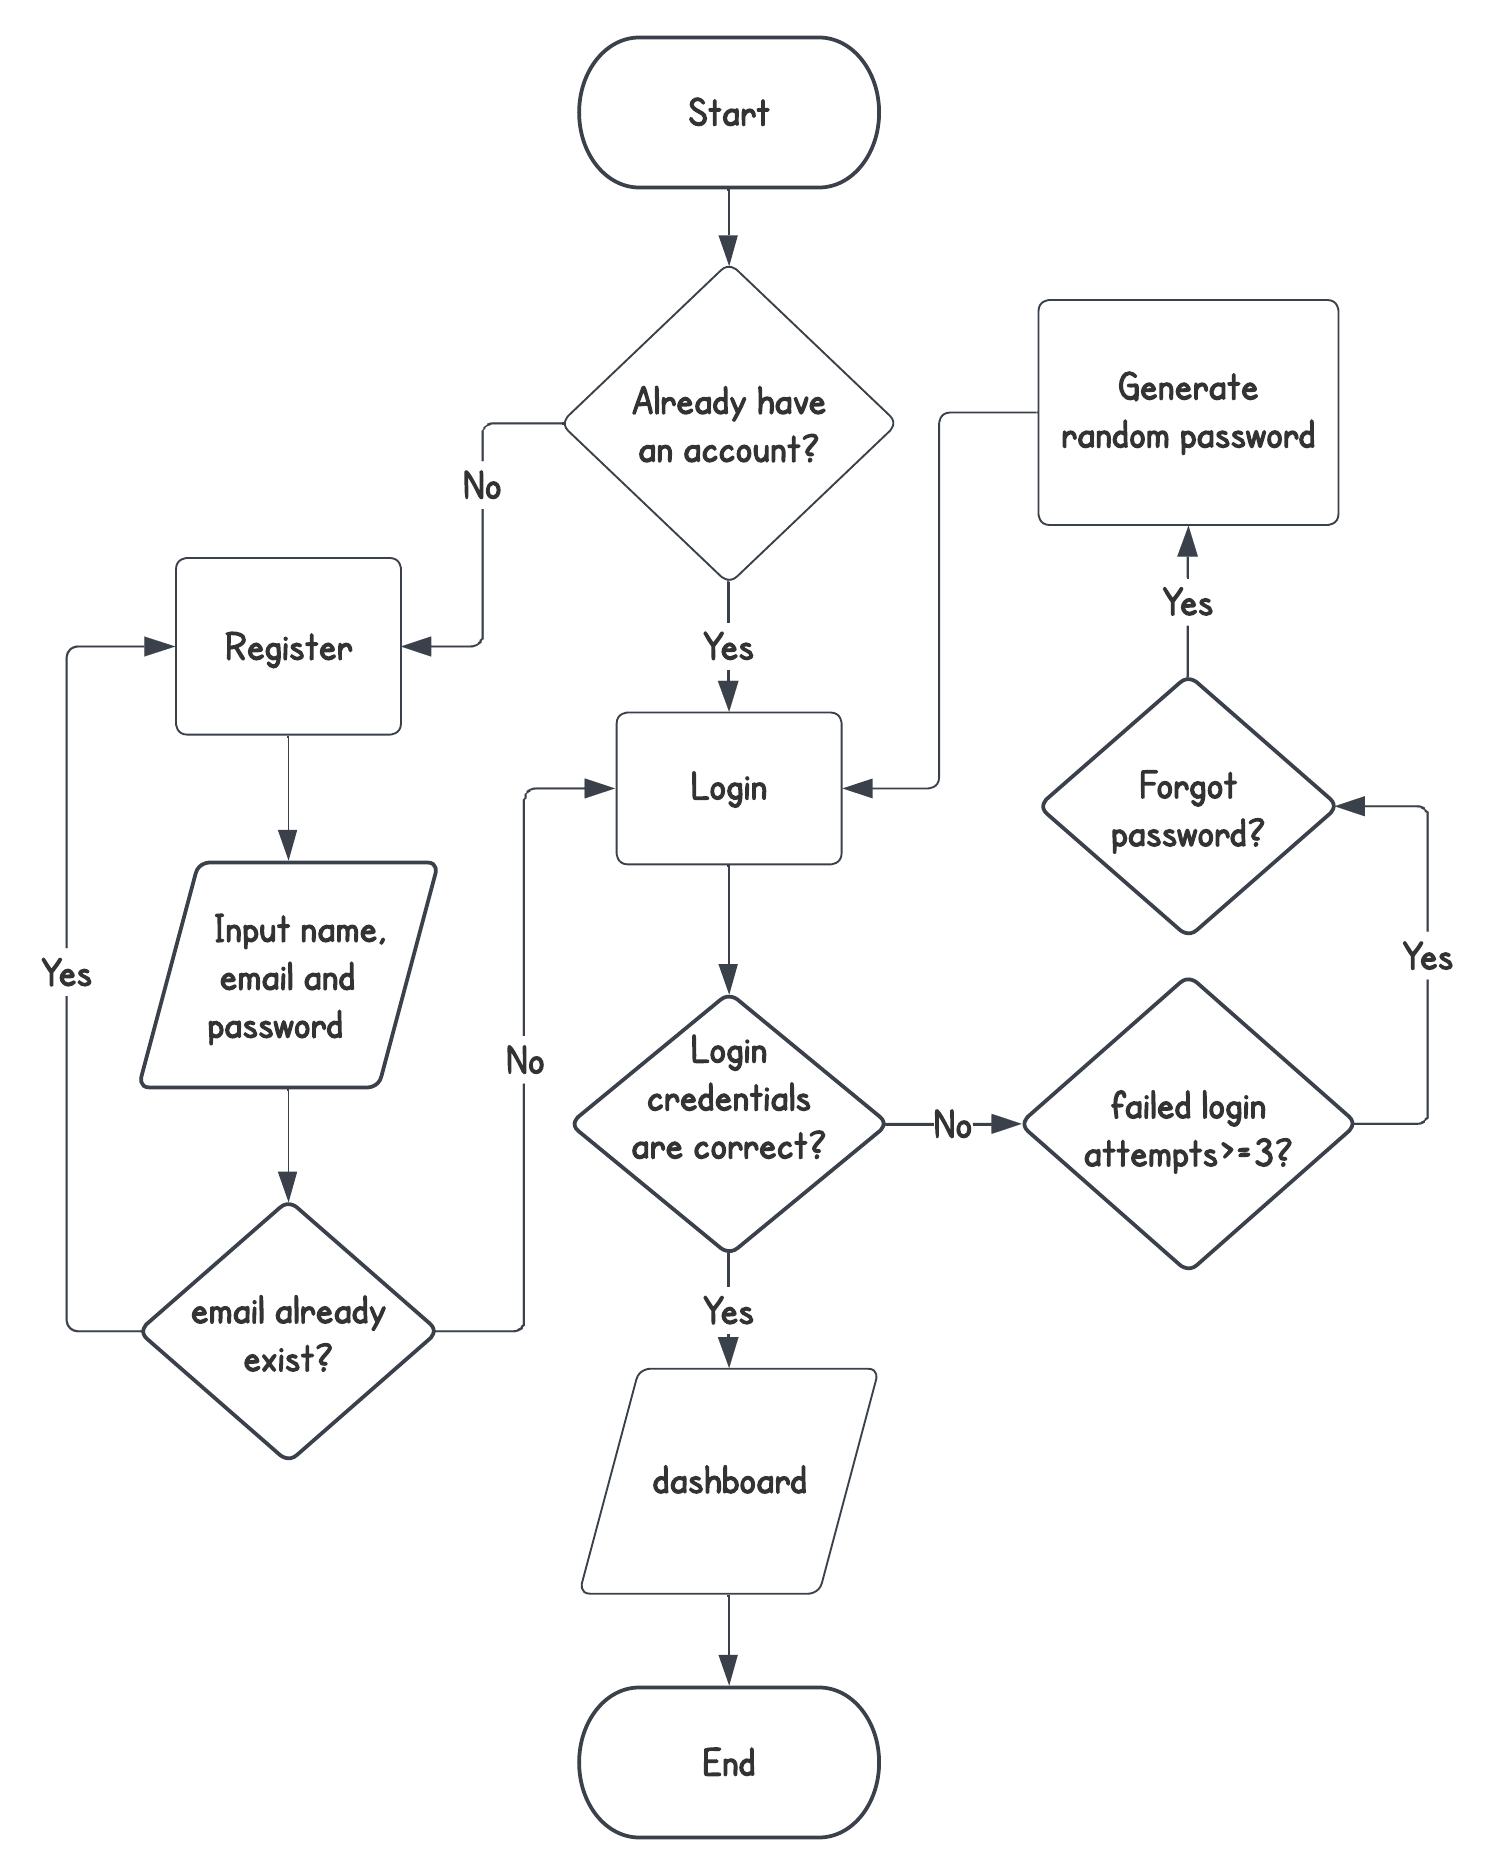 Start
Already have
an account?
No
Yes
Generate
random password
Yes
Register
Login
Forgot
password?
Input name,
email and
password
Yes
No
Login
credentials
are correct?
No
failed login
attempts>=3?
Yes
email already
exist?
Yes
dashboard
End